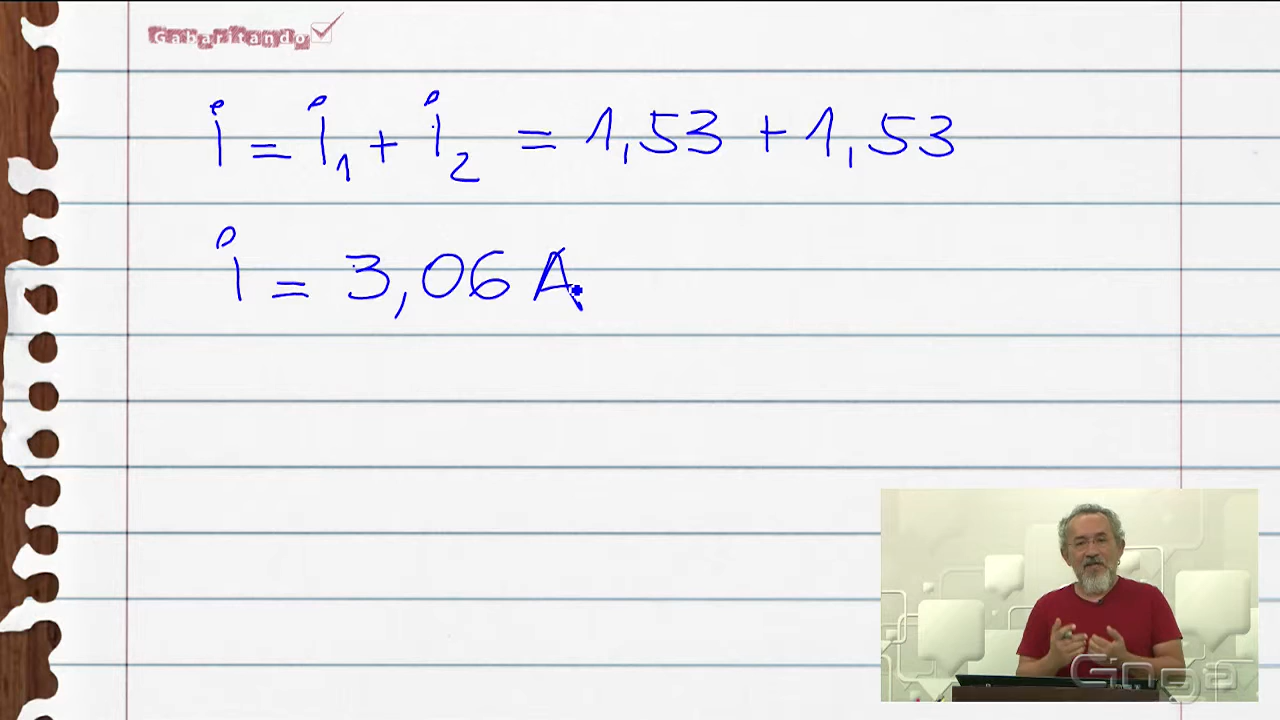 Gabaritando
i = i₁ + i₂ = 1,53 + 1,53
i = 3,06 A